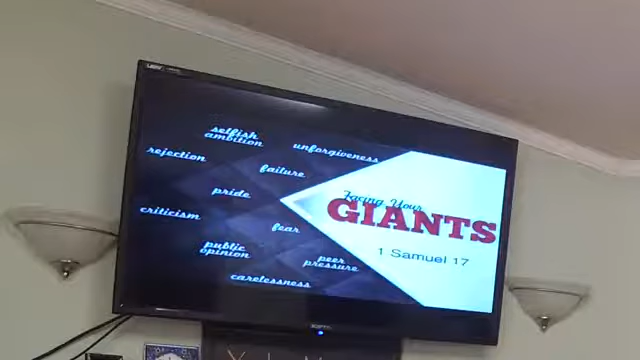 selfish
ambition
unforgiveness
rejection
failure
pride
criticism
fear
public
opinion
peer
pressure
carelessness
Facing Your
GIANTS
1 Samuel 17